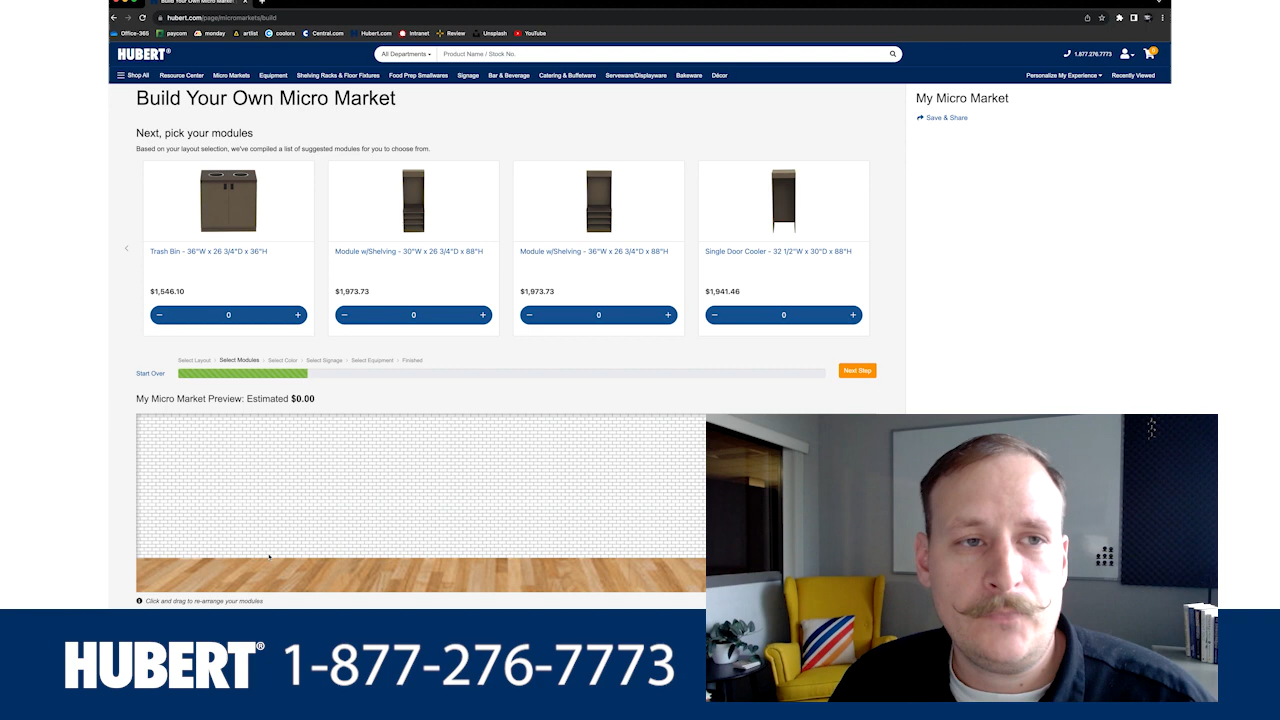 Build Your Own Micro Market
hubert.com/page/micromarkets/build
Office-365 paycom monday artlist coolors Central.com Hubert.com Intranet Review Unsplash YouTube
HUBERT®
All Departments Product Name / Stock No.
1.877.276.7773
0
Shop All Resource Center Micro Markets Equipment Shelving Racks & Floor Fixtures Food Prep Smallwares Signage Bar & Beverage Catering & Buffetware Serveware/Displayware Bakeware Décor Personalize My Experience Recently Viewed
Build Your Own Micro Market
My Micro Market
Save & Share
Next, pick your modules
Based on your layout selection, we've compiled a list of suggested modules for you to choose from.
Trash Bin - 36"W x 26 3/4"D x 36"H
$1,546.10
− 0 +
Module w/Shelving - 30"W x 26 3/4"D x 88"H
$1,973.73
− 0 +
Module w/Shelving - 36"W x 26 3/4"D x 88"H
$1,973.73
− 0 +
Single Door Cooler - 32 1/2"W x 30"D x 88"H
$1,941.46
− 0 +
Select Layout › Select Modules › Select Color › Select Signage › Select Equipment › Finished
Start Over
Next Step
My Micro Market Preview: Estimated $0.00
Click and drag to re-arrange your modules
HUBERT® 1-877-276-7773